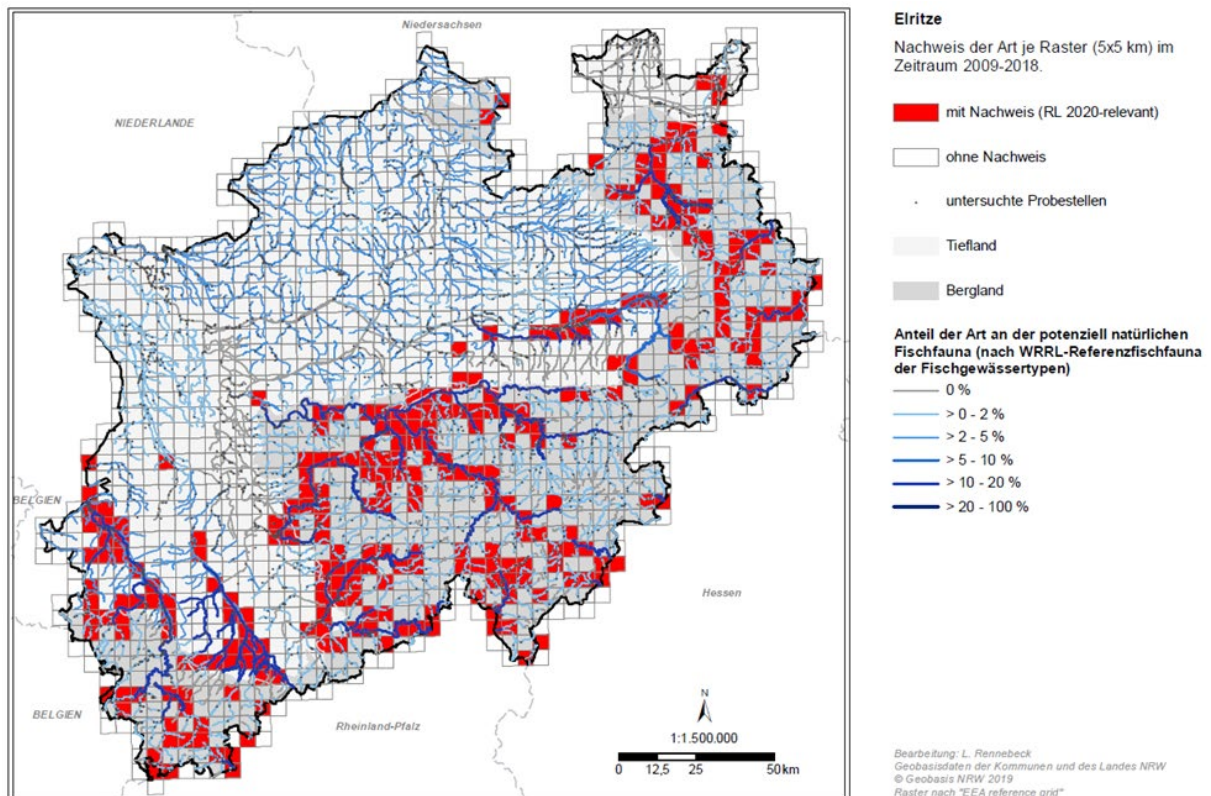 Niedersachsen
NIEDERLANDE
BELGIEN
Hessen
BELGIEN
Rheinland-Pfalz
N
1:1.500.000
0 12,5 25 50 km
Elritze
Nachweis der Art je Raster (5x5 km) im
Zeitraum 2009-2018.
mit Nachweis (RL 2020-relevant)
ohne Nachweis
untersuchte Probestellen
Tiefland
Bergland
Anteil der Art an der potenziell natürlichen
Fischfauna (nach WRRL-Referenzfischfauna
der Fischgewässertypen)
0 %
> 0 - 2 %
> 2 - 5 %
> 5 - 10 %
> 10 - 20 %
> 20 - 100 %
Bearbeitung: L. Rennebeck
Geobasisdaten der Kommunen und des Landes NRW
© Geobasis NRW 2019
Raster nach "EEA reference grid"